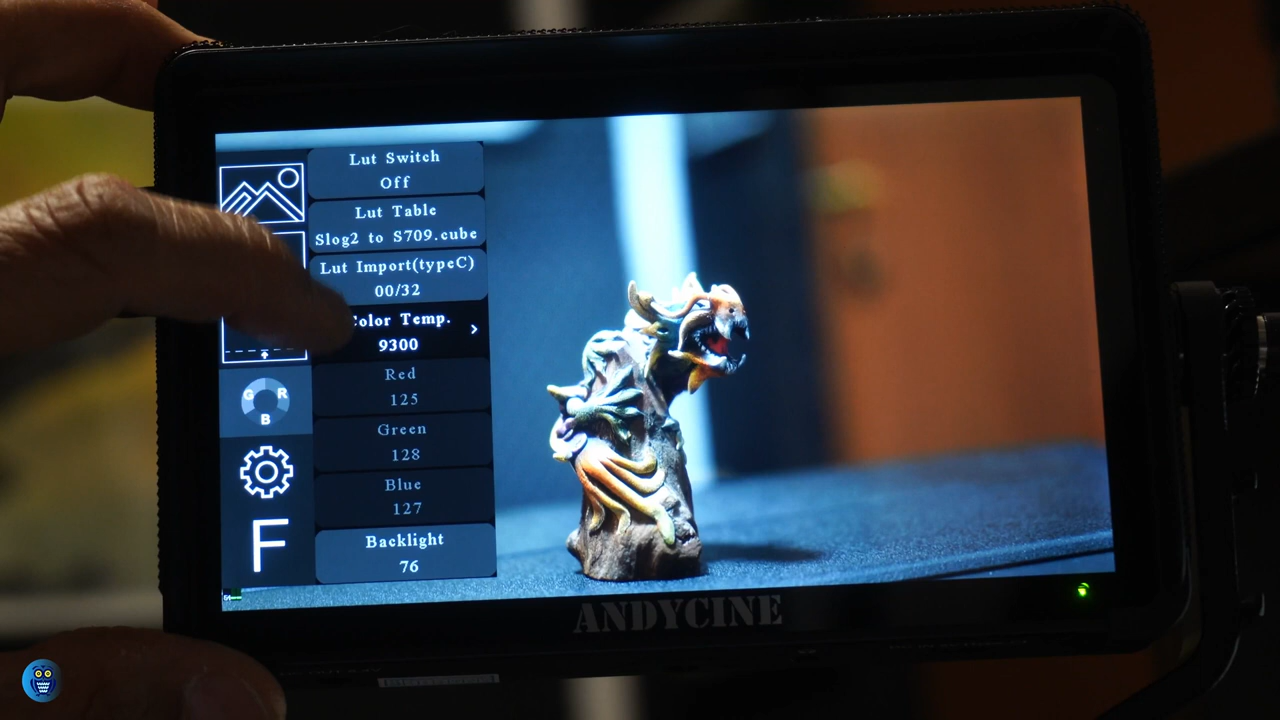 Lut Switch
Off
Lut Table
Slog2 to S709.cube
Lut Import(typeC)
00/32
Color Temp.
9300
Red
125
Green
128
Blue
127
Backlight
76
G R
B
F
ANDYCINE